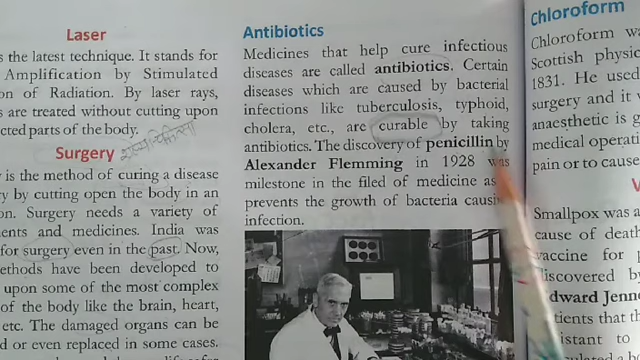 Laser
s the latest technique. It stands for
Amplification by Stimulated
on of Radiation. By laser rays,
s are treated without cutting upon
cted parts of the body.
Surgery
शल्य चिकित्सा
y is the method of curing a disease
ry by cutting open the body in an
on. Surgery needs a variety of
ents and medicines. India was
for surgery even in the past. Now,
ethods have been developed to
upon some of the most complex
of the body like the brain, heart,
etc. The damaged organs can be
d or even replaced in some cases.
Antibiotics
Medicines that help cure infectious
diseases are called antibiotics. Certain
diseases which are caused by bacterial
infections like tuberculosis, typhoid,
cholera, etc., are curable by taking
antibiotics. The discovery of penicillin by
Alexander Flemming in 1928 was
milestone in the filed of medicine as
prevents the growth of bacteria causi
infection.
Chloroform
Chloroform wa
Scottish physic
1831. He used
surgery and it w
anaesthetic is g
medical operati
pain or to cause
V
Smallpox was a
cause of death
vaccine for p
discovered by
Edward Jenn
tients that th
sistant to